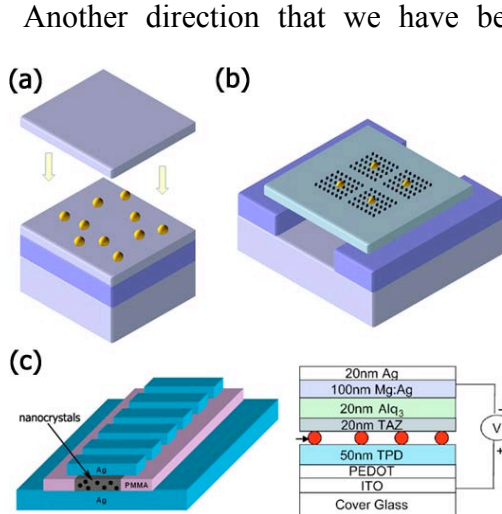 Another direction that we have be
(a)
(b)
(c)
nanocrystals
Ag
PMMA
Ag
20nm Ag
100nm Mg:Ag
20nm Alq₃
20nm TAZ
50nm TPD
PEDOT
ITO
Cover Glass
-
V
+